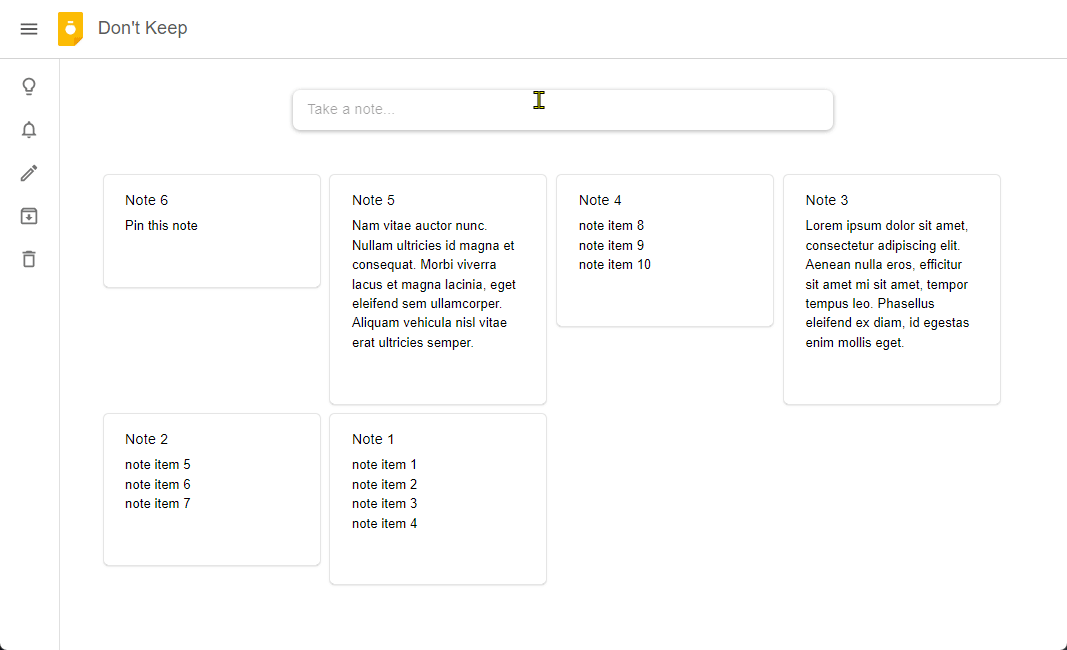 Don't Keep
Take a note...
Note 6
Pin this note
Note 5
Nam vitae auctor nunc.
Nullam ultricies id magna et
consequat. Morbi viverra
lacus et magna lacinia, eget
eleifend sem ullamcorper.
Aliquam vehicula nisl vitae
erat ultricies semper.
Note 4
note item 8
note item 9
note item 10
Note 3
Lorem ipsum dolor sit amet,
consectetur adipiscing elit.
Aenean nulla eros, efficitur
sit amet mi sit amet, tempor
tempus leo. Phasellus
eleifend ex diam, id egestas
enim mollis eget.
Note 2
note item 5
note item 6
note item 7
Note 1
note item 1
note item 2
note item 3
note item 4